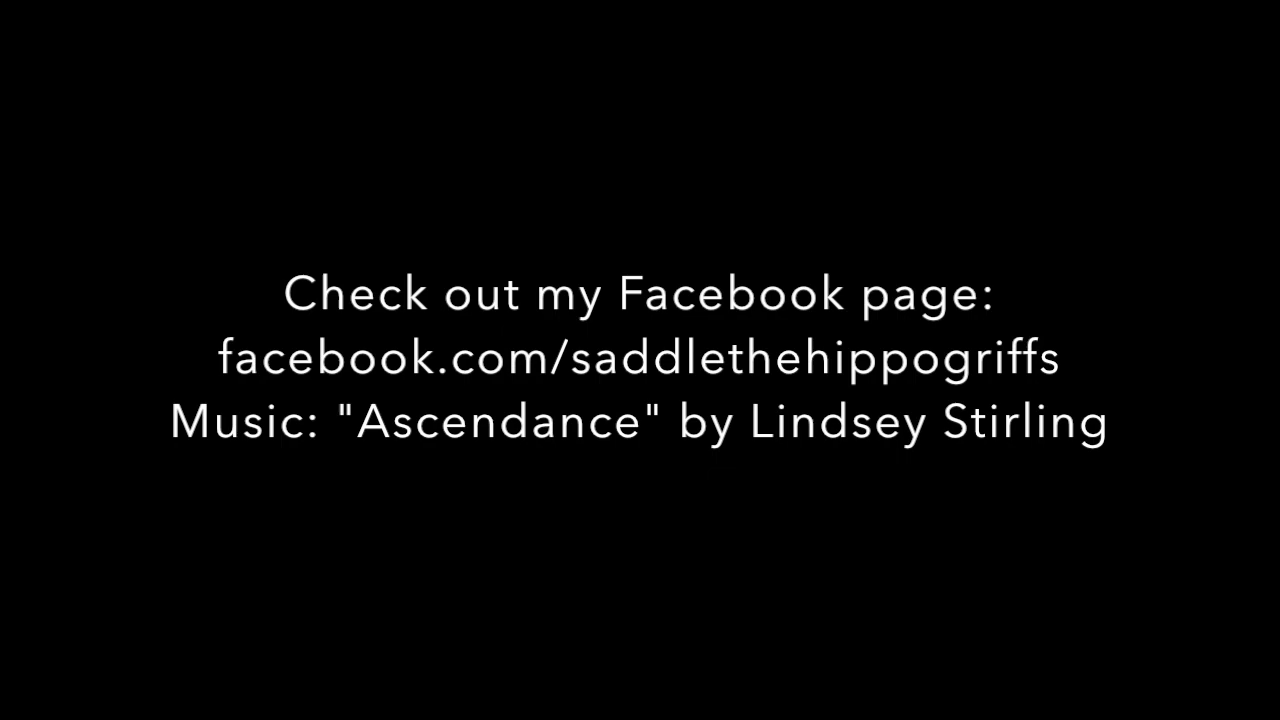 Check out my Facebook page:
facebook.com/saddlethehippogriffs
Music: "Ascendance" by Lindsey Stirling